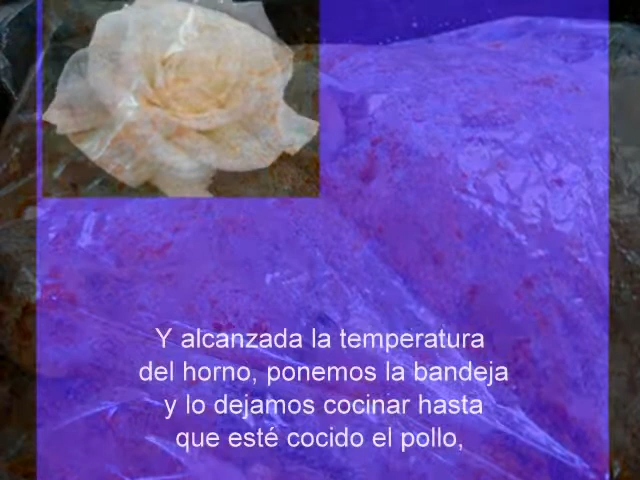 Y alcanzada la temperatura
del horno, ponemos la bandeja
y lo dejamos cocinar hasta
que esté cocido el pollo,